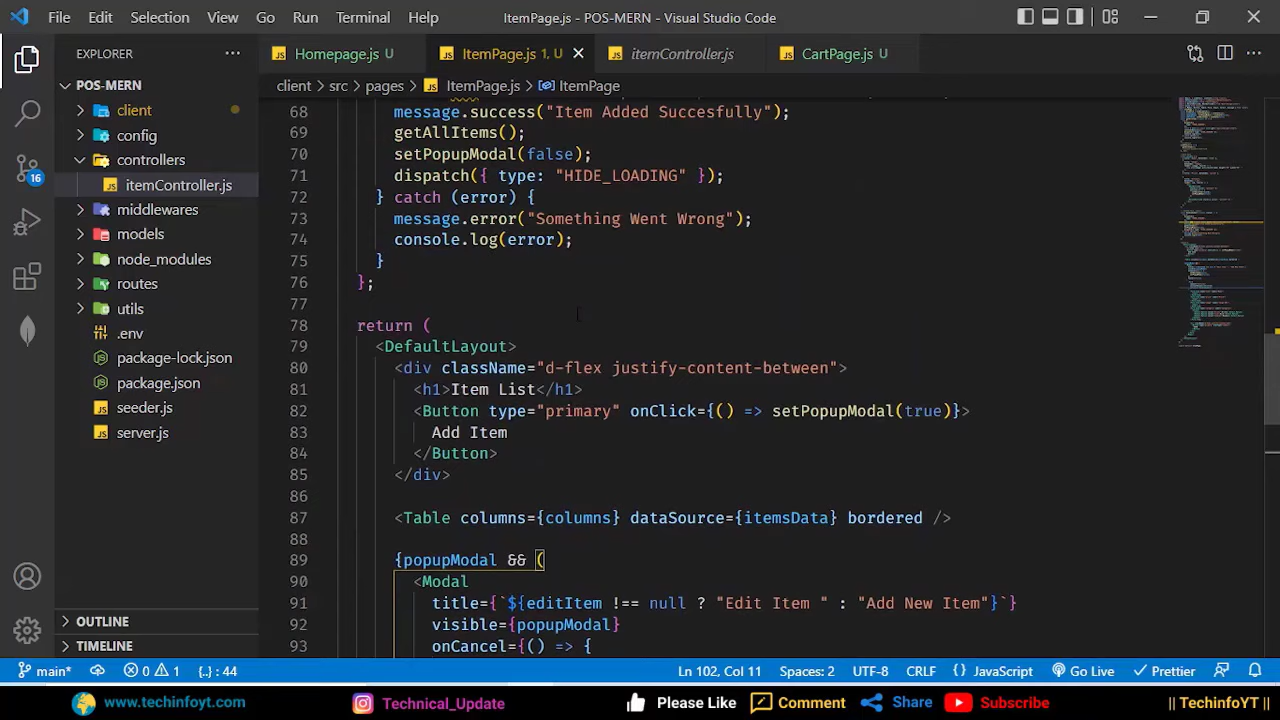 File Edit Selection View Go Run Terminal Help ItemPage.js - POS-MERN - Visual Studio Code
EXPLORER
Homepage.js U
ItemPage.js 1, U
itemController.js
CartPage.js U
POS-MERN
client > src > pages > ItemPage.js > ItemPage
client
config
controllers
itemController.js
middlewares
models
node_modules
routes
utils
.env
package-lock.json
package.json
seeder.js
server.js
OUTLINE
TIMELINE
16
68 message.success("Item Added Succesfully");
69 getAllItems();
70 setPopupModal(false);
71 dispatch({ type: "HIDE_LOADING" });
72 } catch (error) {
73 message.error("Something Went Wrong");
74 console.log(error);
75 }
76 };
77
78 return (
79 <DefaultLayout>
80 <div className="d-flex justify-content-between">
81 <h1>Item List</h1>
82 <Button type="primary" onClick={() => setPopupModal(true)}>
83 Add Item
84 </Button>
85 </div>
86
87 <Table columns={columns} dataSource={itemsData} bordered />
88
89 {popupModal && (
90 <Modal
91 title={`${editItem !== null ? "Edit Item " : "Add New Item"}`}
92 visible={popupModal}
93 onCancel={() => {
main* 0 1 {..} : 44 Ln 102, Col 11 Spaces: 2 UTF-8 CRLF {} JavaScript Go Live Prettier
www.techinfoyt.com Technical_Update Please Like Comment Share Subscribe || TechinfoYT ||